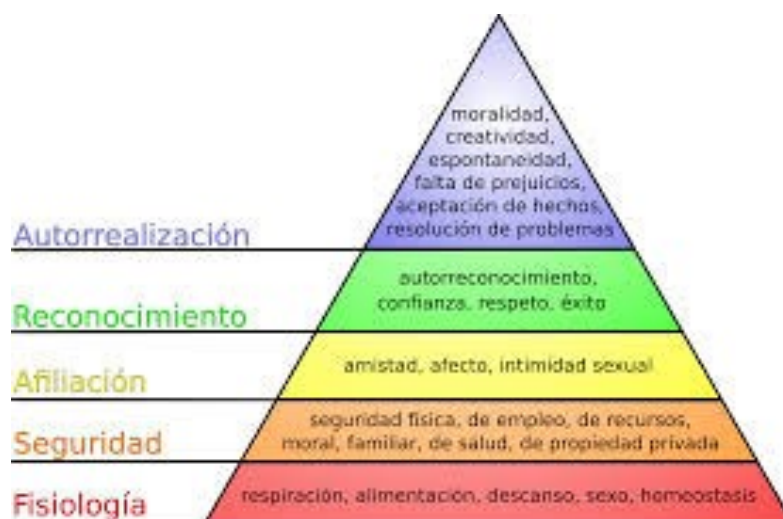 moralidad,
creatividad,
espontaneidad,
falta de prejuicios,
aceptación de hechos,
resolución de problemas
Autorrealización
autorreconocimiento,
confianza, respeto, éxito
Reconocimiento
amistad, afecto, intimidad sexual
Afiliación
seguridad física, de empleo, de recursos,
moral, familiar, de salud, de propiedad privada
Seguridad
respiración, alimentación, descanso, sexo, homeostasis
Fisiología